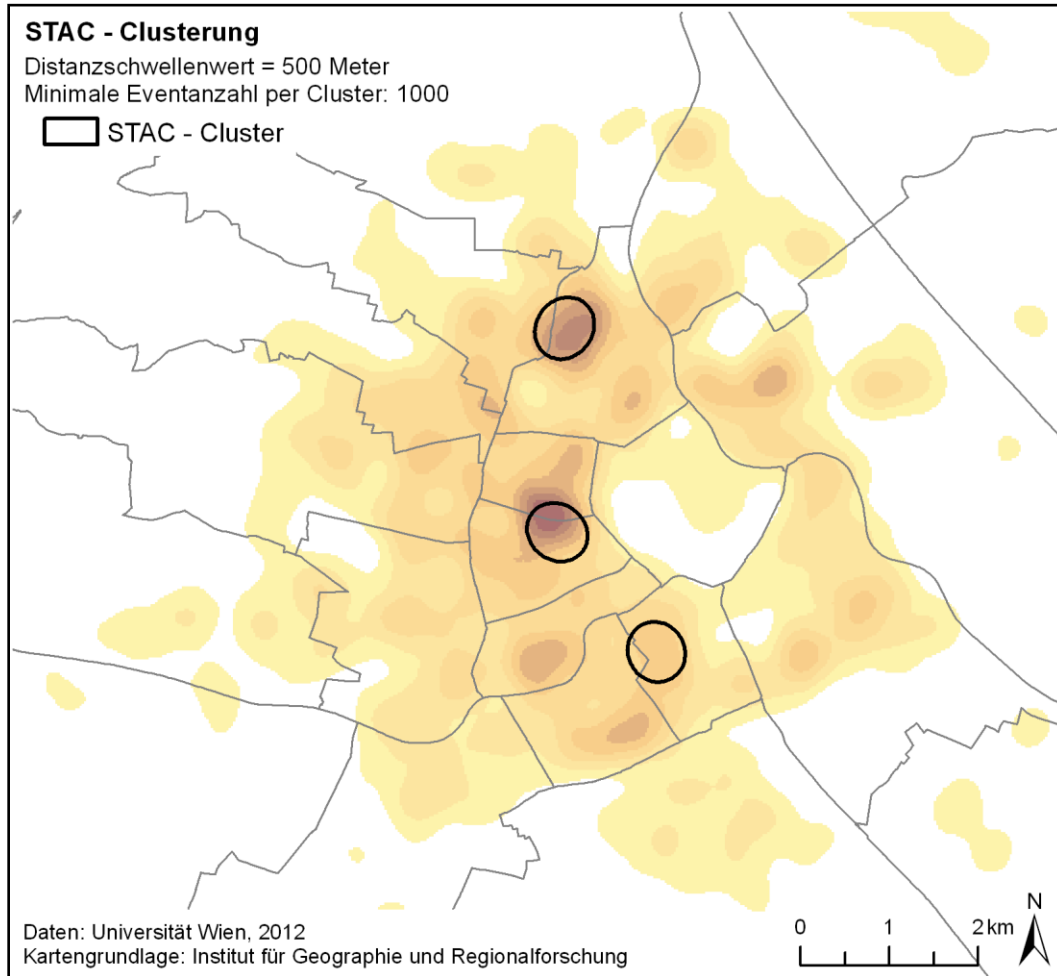 STAC - Clusterung
Distanzschwellenwert = 500 Meter
Minimale Eventanzahl per Cluster: 1000
STAC - Cluster
Daten: Universität Wien, 2012
Kartengrundlage: Institut für Geographie und Regionalforschung
0 1 2 km
N